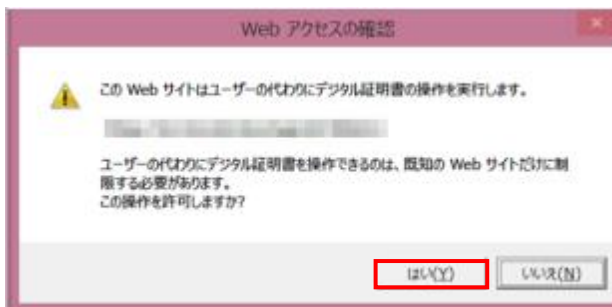 Web アクセスの確認
この Web サイトはユーザーの代わりにデジタル証明書の操作を実行します。
ユーザーの代わりにデジタル証明書を操作できるのは、既知の Web サイトだけに制
限する必要があります。
この操作を許可しますか?
はい(Y)
いいえ(N)